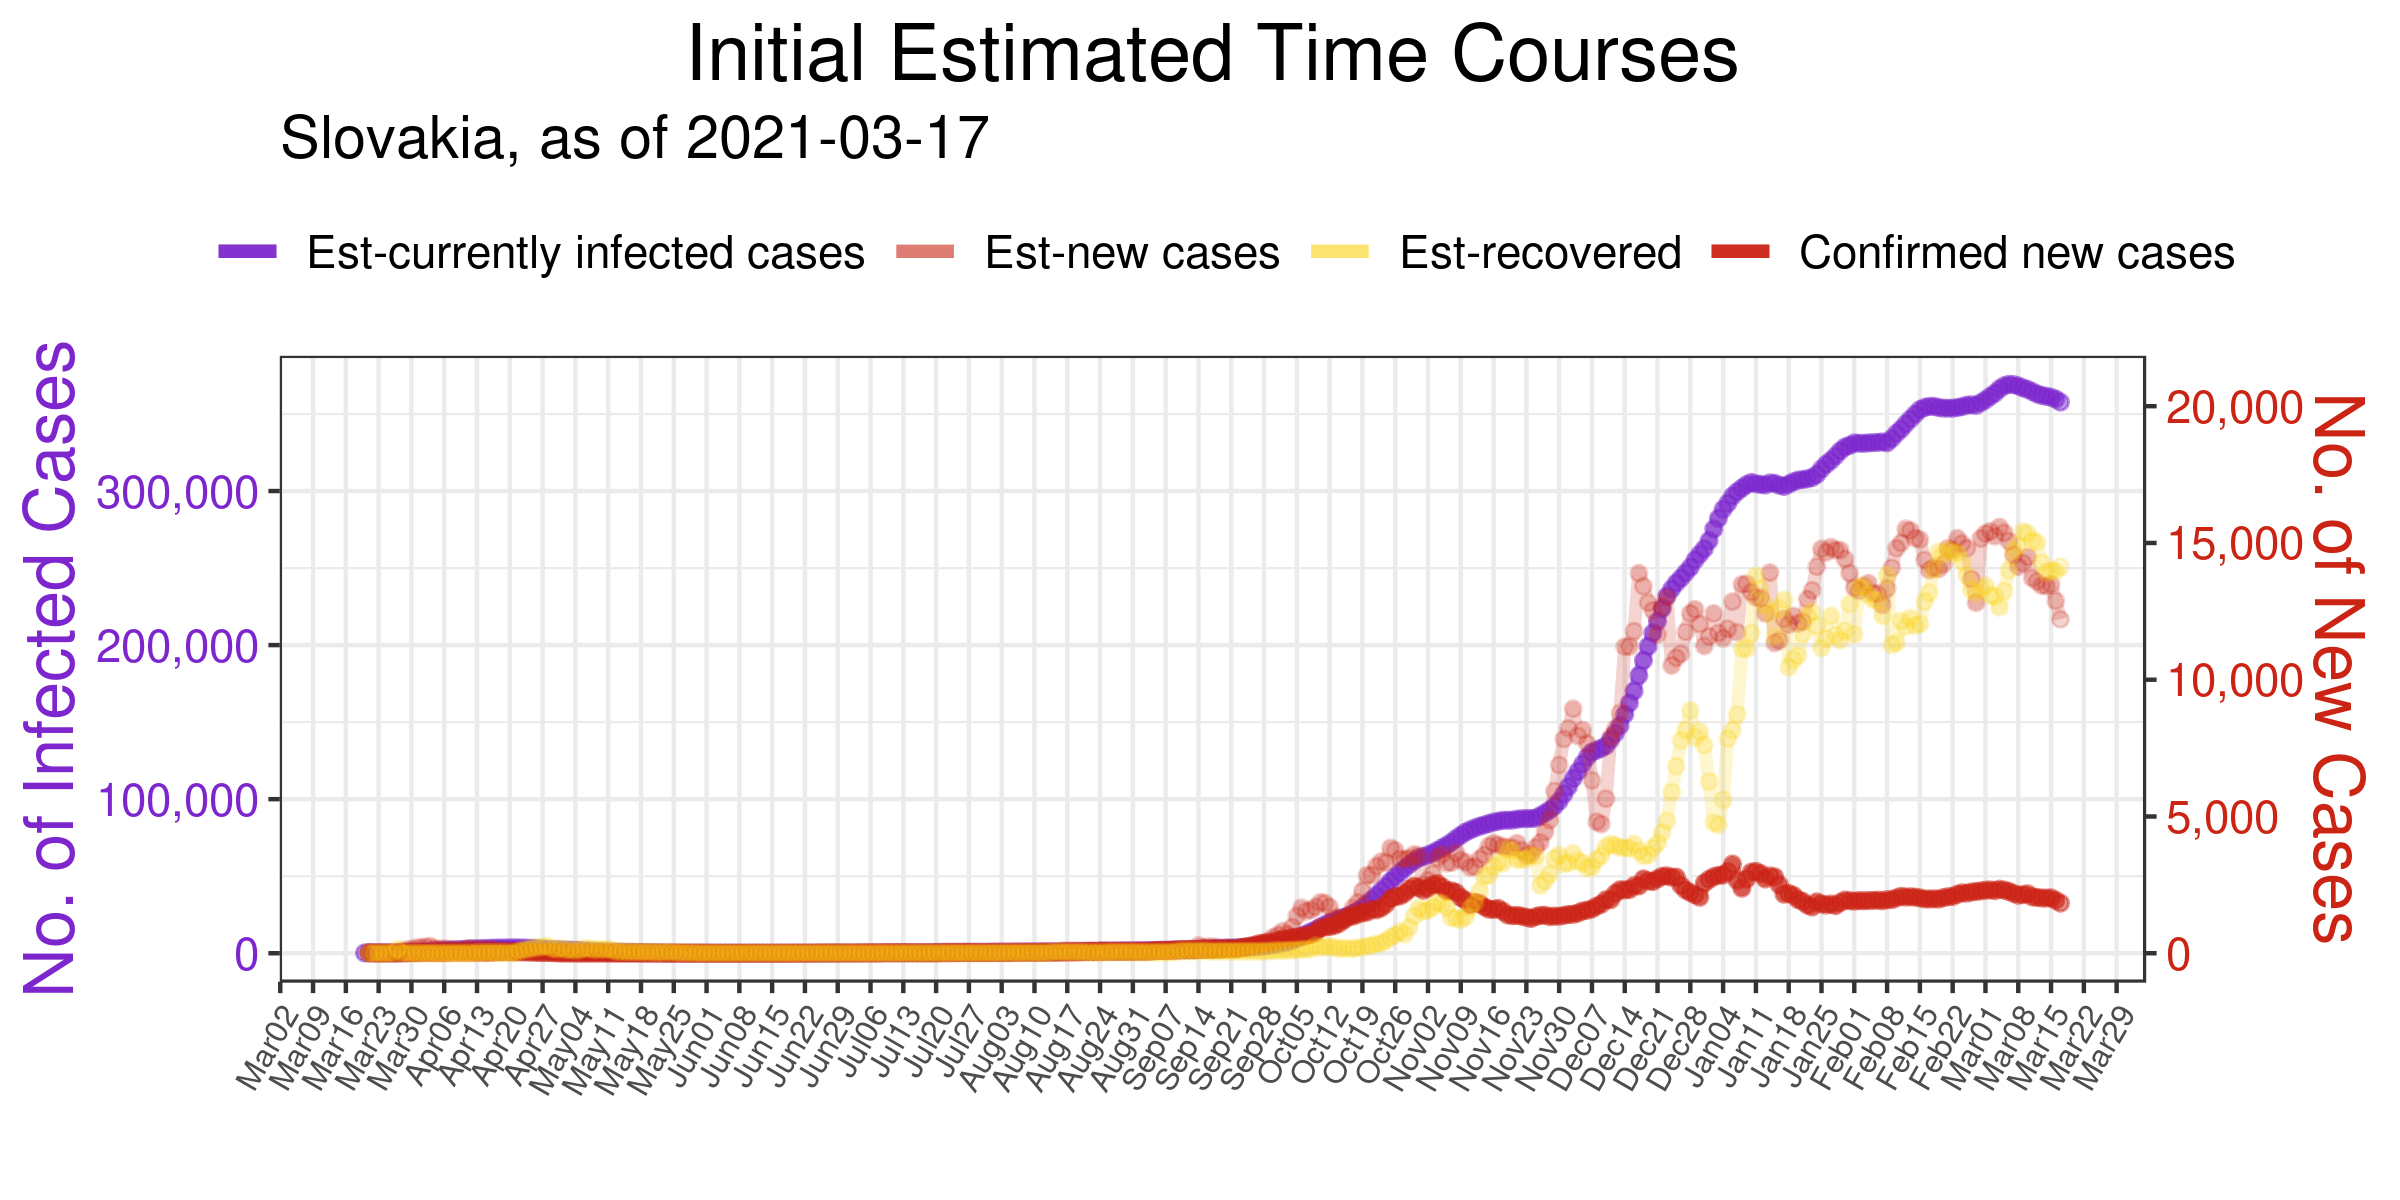 Initial Estimated Time Courses
Slovakia, as of 2021-03-17
Est-currently infected cases Est-new cases Est-recovered Confirmed new cases
No. of Infected Cases
300,000
200,000
100,000
0
20,000
15,000
10,000
5,000
0
No. of New Cases
Mar02 Mar09 Mar16 Mar23 Mar30 Apr06 Apr13 Apr20 Apr27 May04 May11 May18 May25 Jun01 Jun08 Jun15 Jun22 Jun29 Jul06 Jul13 Jul20 Jul27 Aug03 Aug10 Aug17 Aug24 Aug31 Sep07 Sep14 Sep21 Sep28 Oct05 Oct12 Oct19 Oct26 Nov02 Nov09 Nov16 Nov23 Nov30 Dec07 Dec14 Dec21 Dec28 Jan04 Jan11 Jan18 Jan25 Feb01 Feb08 Feb15 Feb22 Mar01 Mar08 Mar15 Mar22 Mar29